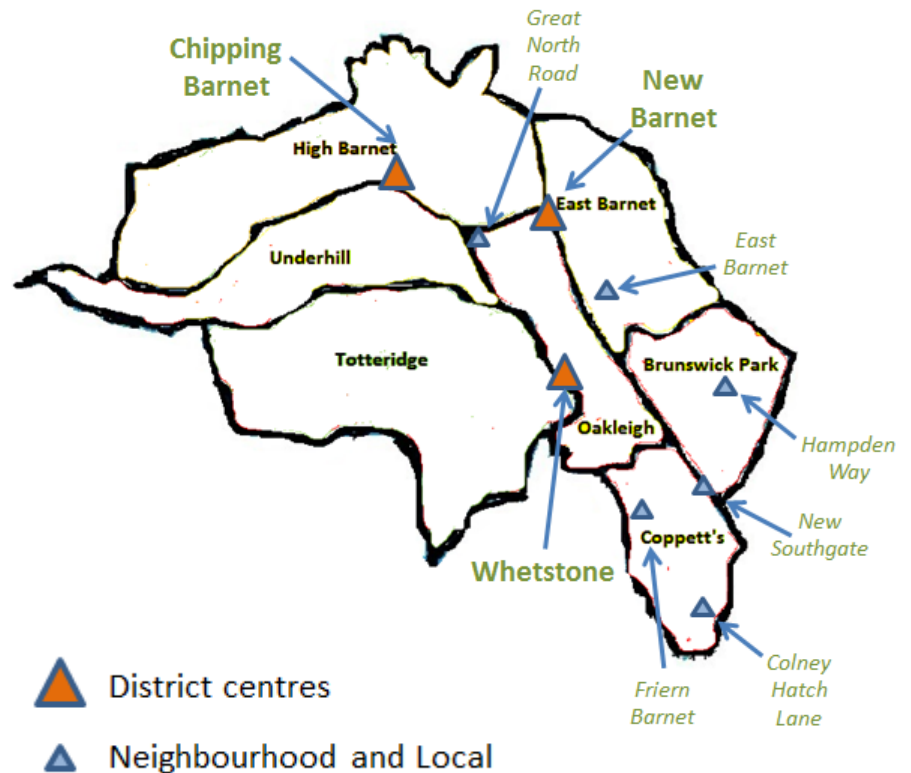 Great
North
Road
Chipping
Barnet
New
Barnet
High Barnet
East Barnet
Underhill
East
Barnet
Totteridge
Brunswick Park
Oakleigh
Hampden
Way
New
Southgate
Coppett's
Whetstone
Friern
Barnet
Colney
Hatch
Lane
District centres
Neighbourhood and Local